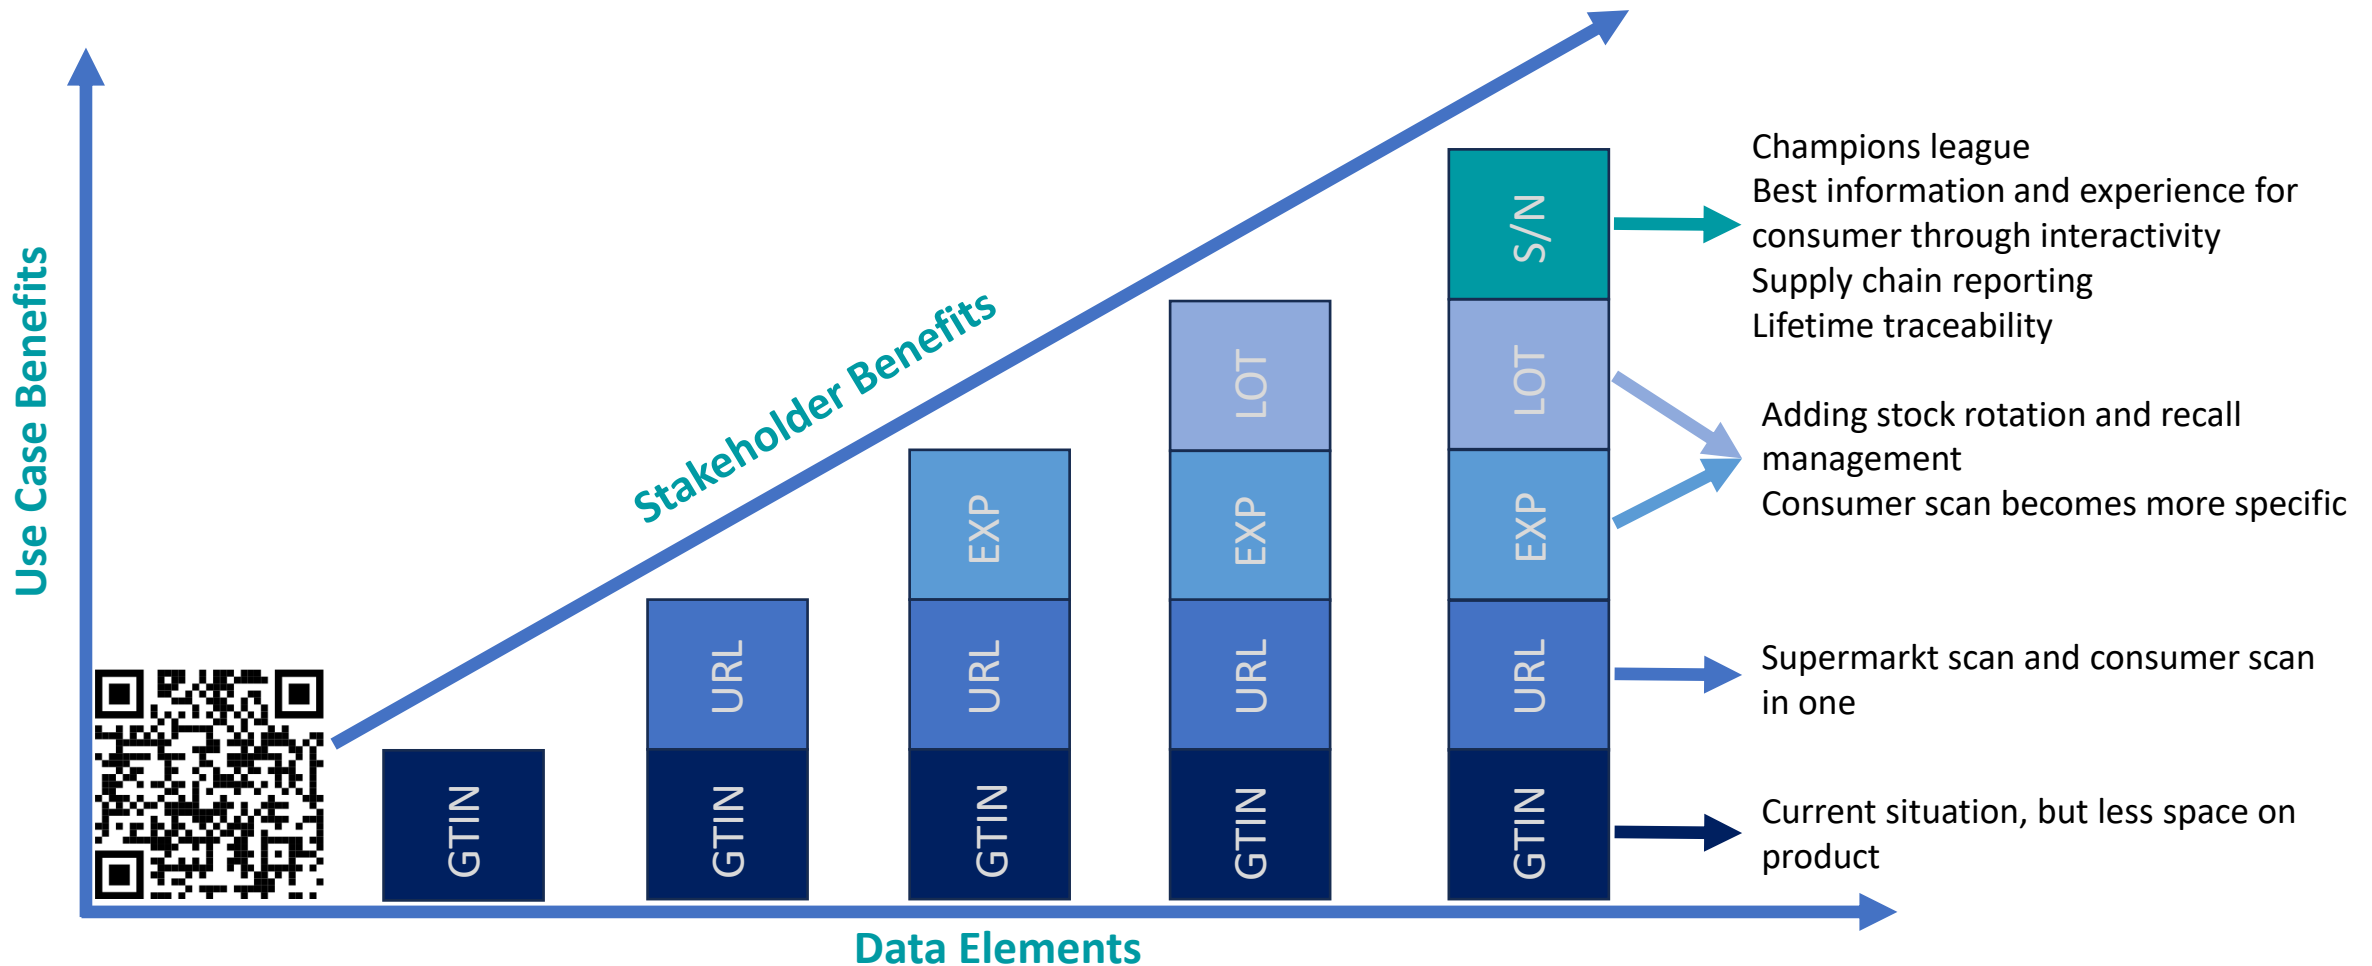 Use Case Benefits
Stakeholder Benefits
Data Elements
GTIN
URL
GTIN
EXP
URL
GTIN
LOT
EXP
URL
GTIN
S/N
LOT
EXP
URL
GTIN
Champions league
Best information and experience for
consumer through interactivity
Supply chain reporting
Lifetime traceability
Adding stock rotation and recall
management
Consumer scan becomes more specific
Supermarkt scan and consumer scan
in one
Current situation, but less space on
product